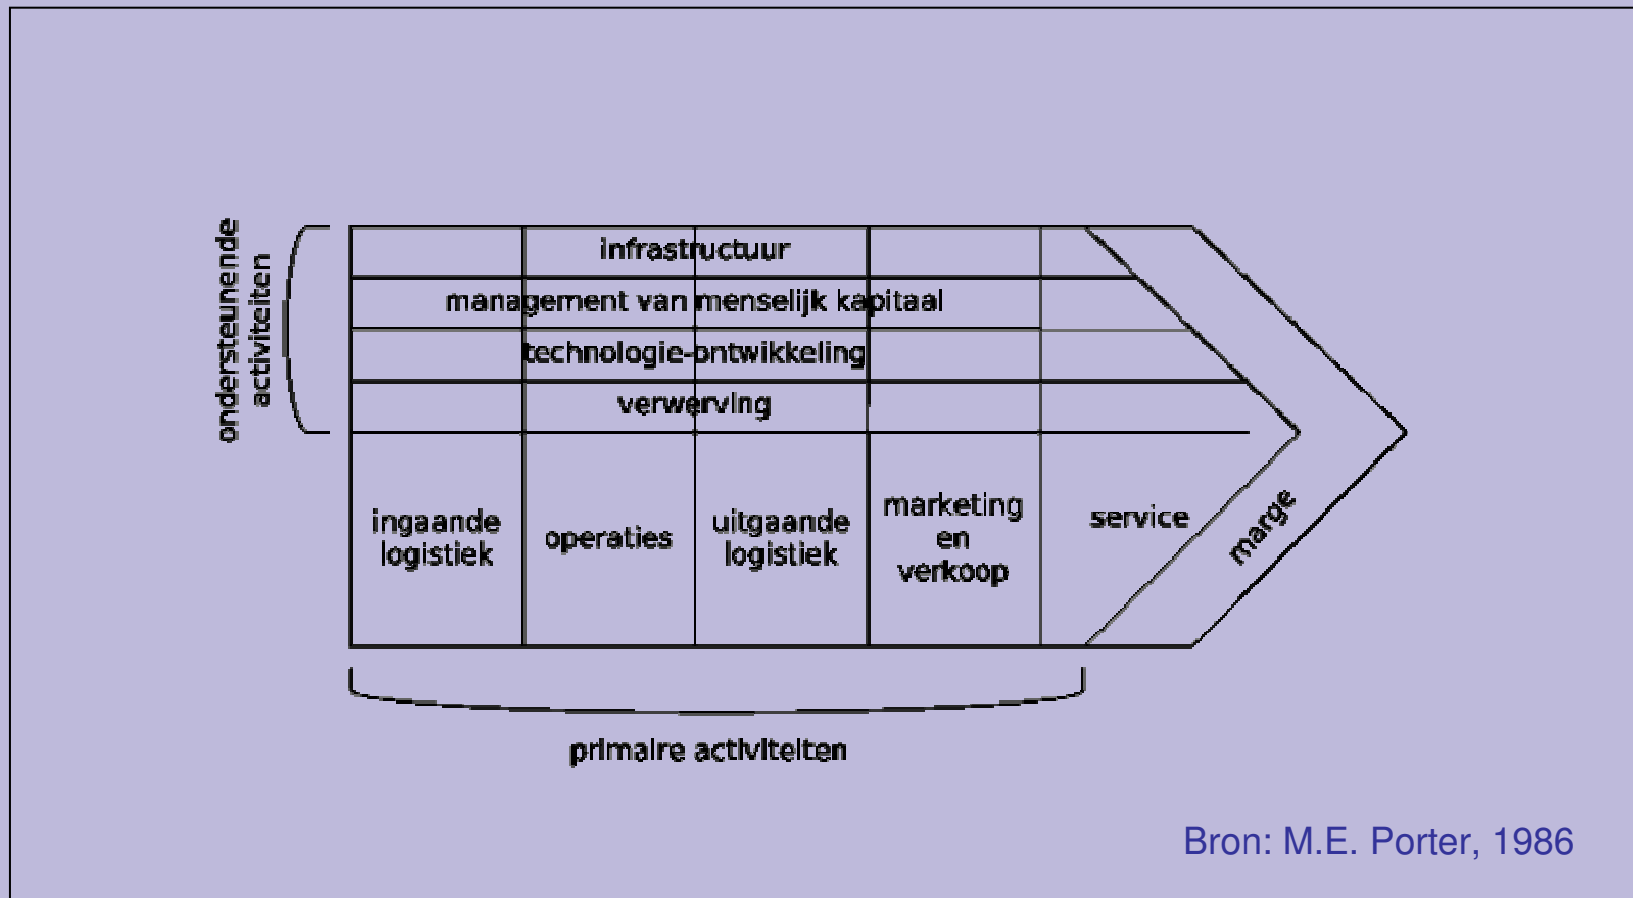 ondersteunende
activiteiten
infrastructuur
management van menselijk kapitaal
technologie-ontwikkeling
verwerving
ingaande
logistiek
operaties
uitgaande
logistiek
marketing
en
verkoop
service
marge
primaire activiteiten
Bron: M.E. Porter, 1986